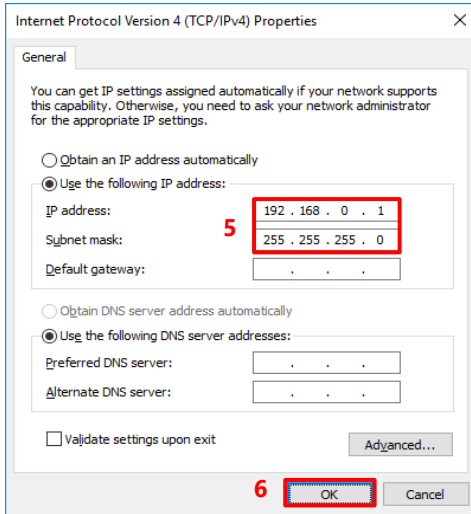 Internet Protocol Version 4 (TCP/IPv4) Properties
General
You can get IP settings assigned automatically if your network supports
this capability. Otherwise, you need to ask your network administrator
for the appropriate IP settings.
Obtain an IP address automatically
Use the following IP address:
IP address: 192 . 168 . 0 . 1
5
Subnet mask: 255 . 255 . 255 . 0
Default gateway: . . .
Obtain DNS server address automatically
Use the following DNS server addresses:
Preferred DNS server: . . .
Alternate DNS server: . . .
Validate settings upon exit
Advanced...
6 OK Cancel